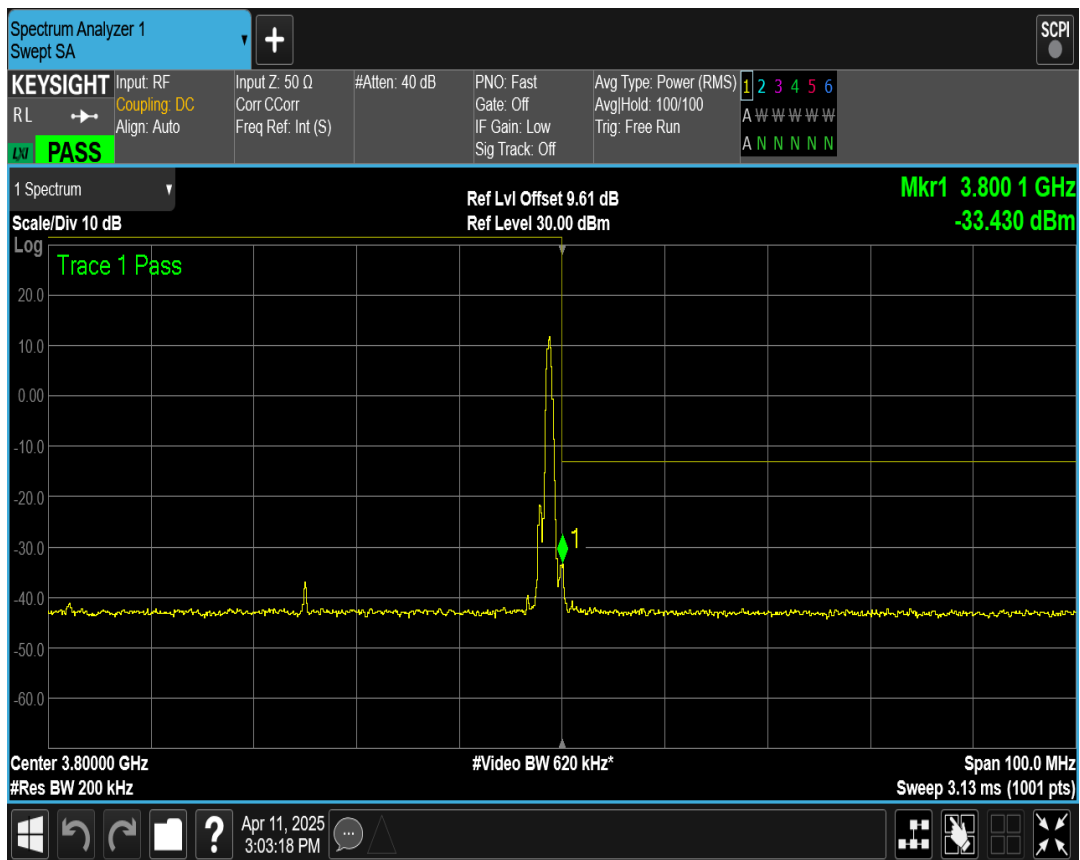 Spectrum Analyzer 1
Swept SA
+
SCPI
KEYSIGHT
RL
LXI
PASS
Input: RF
Coupling: DC
Align: Auto
Input Z: 50 Ω
Corr CCorr
Freq Ref: Int (S)
#Atten: 40 dB
PNO: Fast
Gate: Off
IF Gain: Low
Sig Track: Off
Avg Type: Power (RMS)
Avg|Hold: 100/100
Trig: Free Run
1 2 3 4 5 6
A W W W W W
A N N N N N
1 Spectrum
Scale/Div 10 dB
Ref Lvl Offset 9.61 dB
Ref Level 30.00 dBm
Mkr1 3.800 1 GHz
-33.430 dBm
Log
Trace 1 Pass
20.0
10.0
0.00
-10.0
-20.0
-30.0
1
-40.0
-50.0
-60.0
Center 3.80000 GHz
#Res BW 200 kHz
#Video BW 620 kHz*
Span 100.0 MHz
Sweep 3.13 ms (1001 pts)
?
Apr 11, 2025
3:03:18 PM